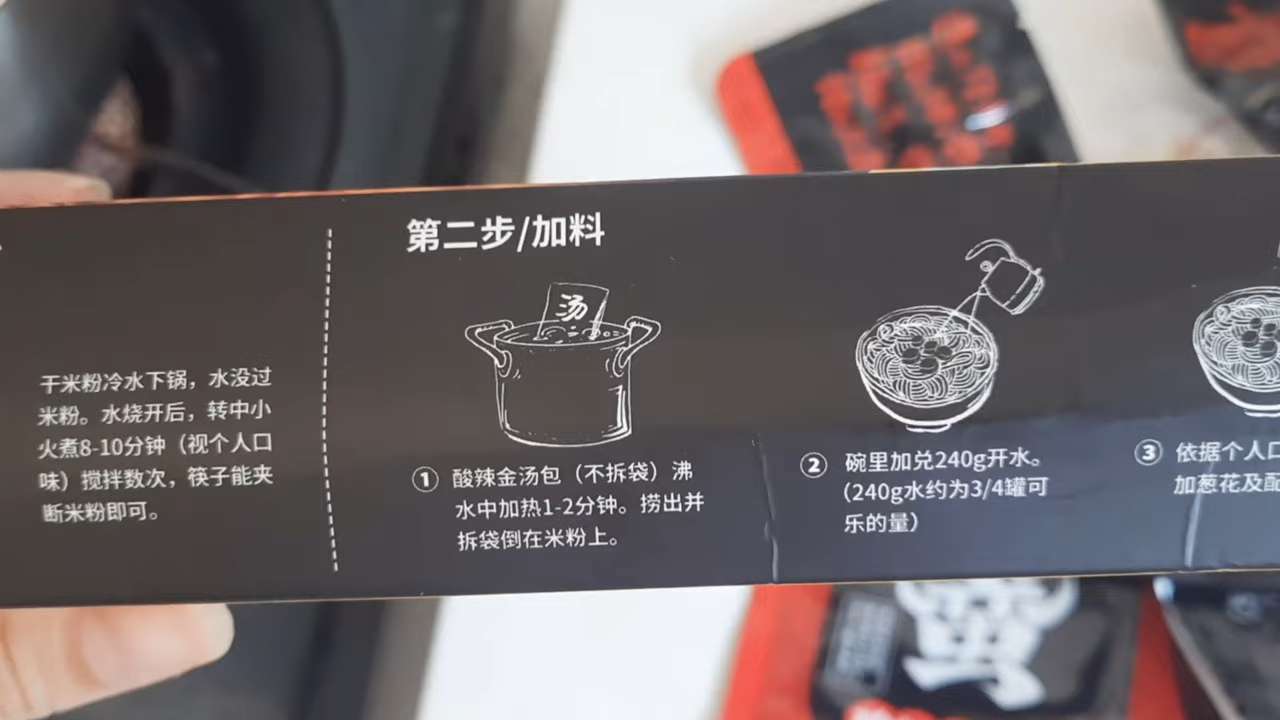 干米粉冷水下锅，水没过
米粉。水烧开后，转中小
火煮8-10分钟（视个人口
味）搅拌数次，筷子能夹
断米粉即可。
第二步/加料
汤
① 酸辣金汤包（不拆袋）沸
水中加热1-2分钟。捞出并
拆袋倒在米粉上。
② 碗里加兑240g开水。
（240g水约为3/4罐可
乐的量）
③ 依据个人口
加葱花及配